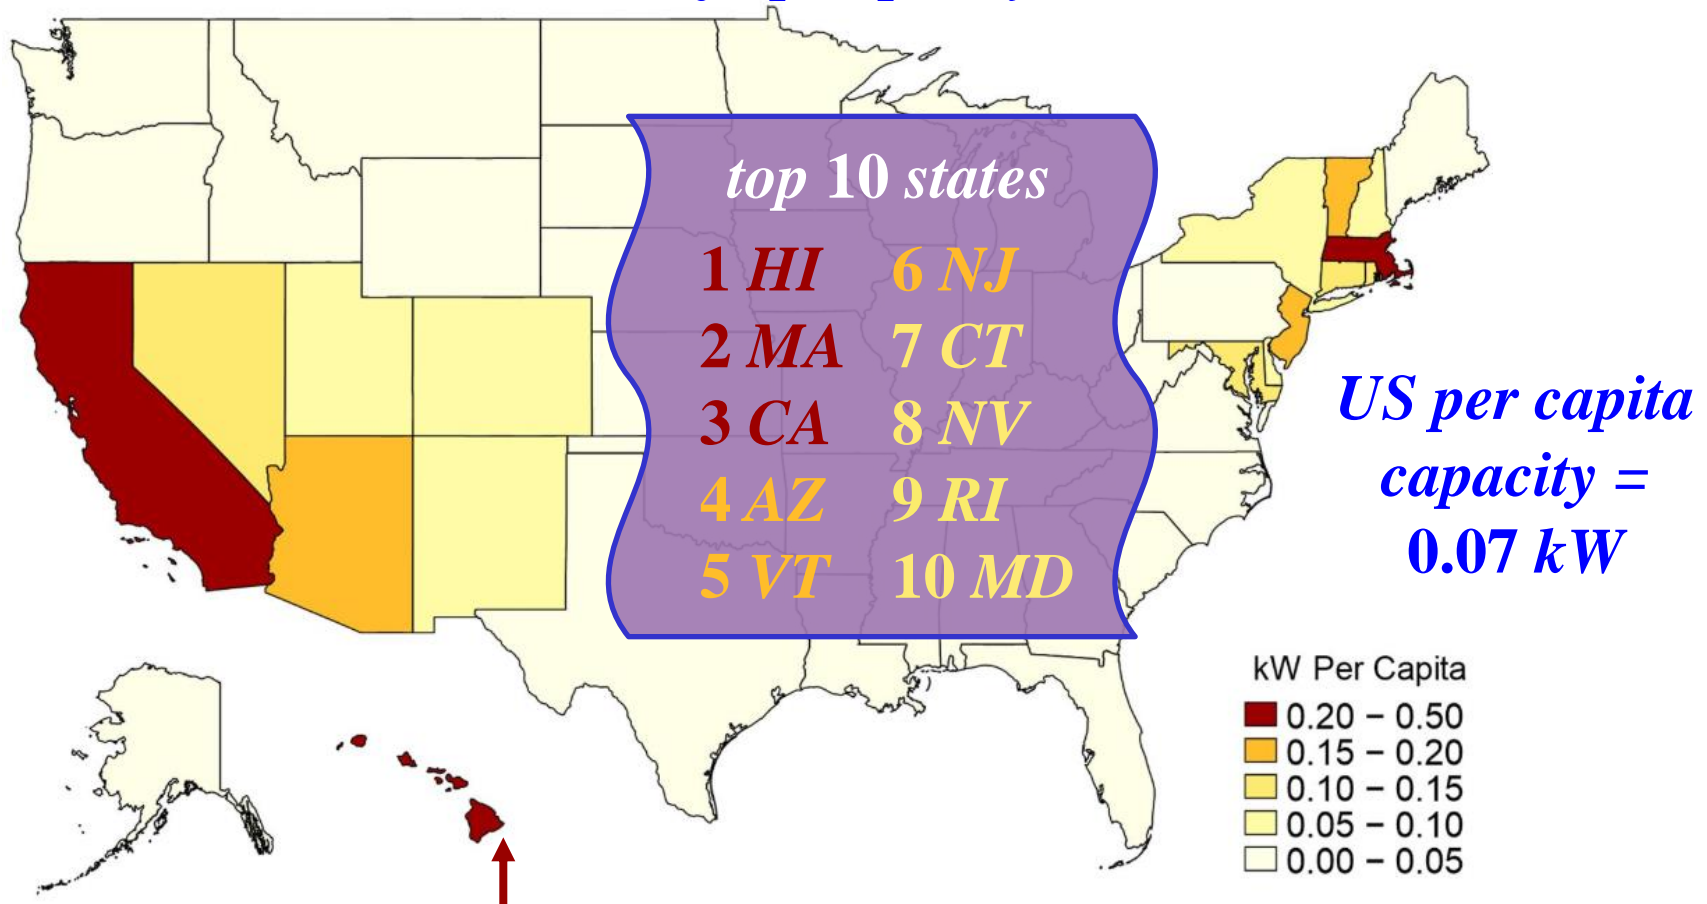 top 10 states
1 HI
2 MA
3 CA
4 AZ
5 VT
6 NJ
7 CT
8 NV
9 RI
10 MD
US per capita
capacity =
0.07 kW
kW Per Capita
0.20 − 0.50
0.15 − 0.20
0.10 − 0.15
0.05 − 0.10
0.00 − 0.05